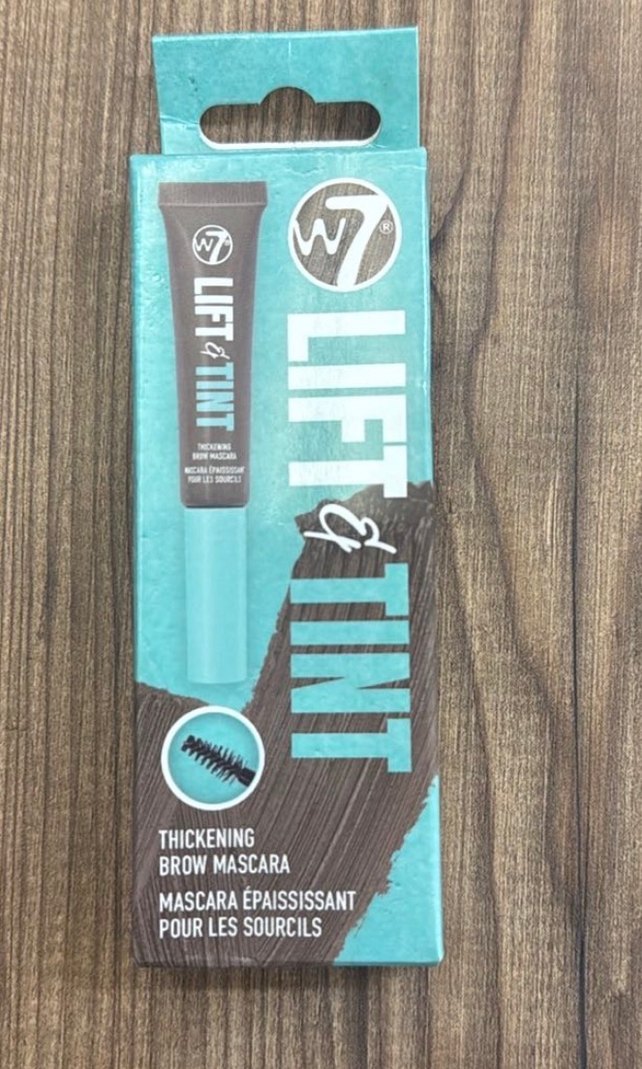 W7®
LIFT & TINT
W7
LIFT & TINT
THICKENING
BROW MASCARA
MASCARA ÉPAISSISSANT
POUR LES SOURCILS
THICKENING
BROW MASCARA
MASCARA ÉPAISSISSANT
POUR LES SOURCILS